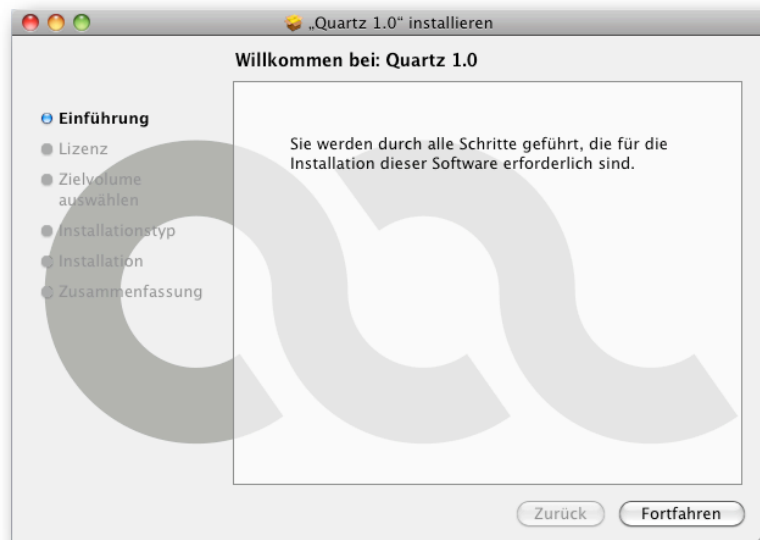 „Quartz 1.0“ installieren
Willkommen bei: Quartz 1.0
Einführung
Lizenz
Zielvolume
auswählen
Installationstyp
Installation
Zusammenfassung
Sie werden durch alle Schritte geführt, die für die
Installation dieser Software erforderlich sind.
Zurück
Fortfahren